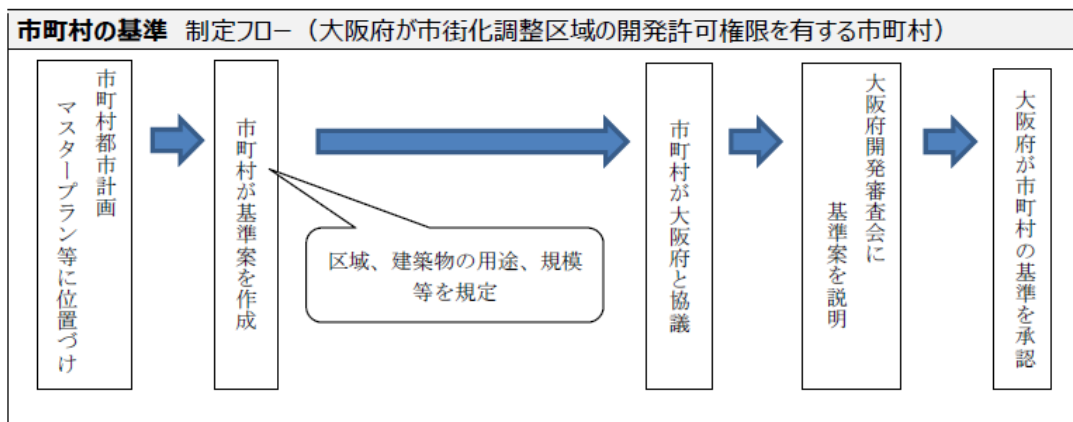 市町村の基準 制定フロー（大阪府が市街化調整区域の開発許可権限を有する市町村）
市町村都市計画
マスタープラン等に位置づけ
市町村が基準案を作成
区域、建築物の用途、規模
等を規定
市町村が大阪府と協議
大阪府開発審査会に
基準案を説明
大阪府が市町村の基準を承認